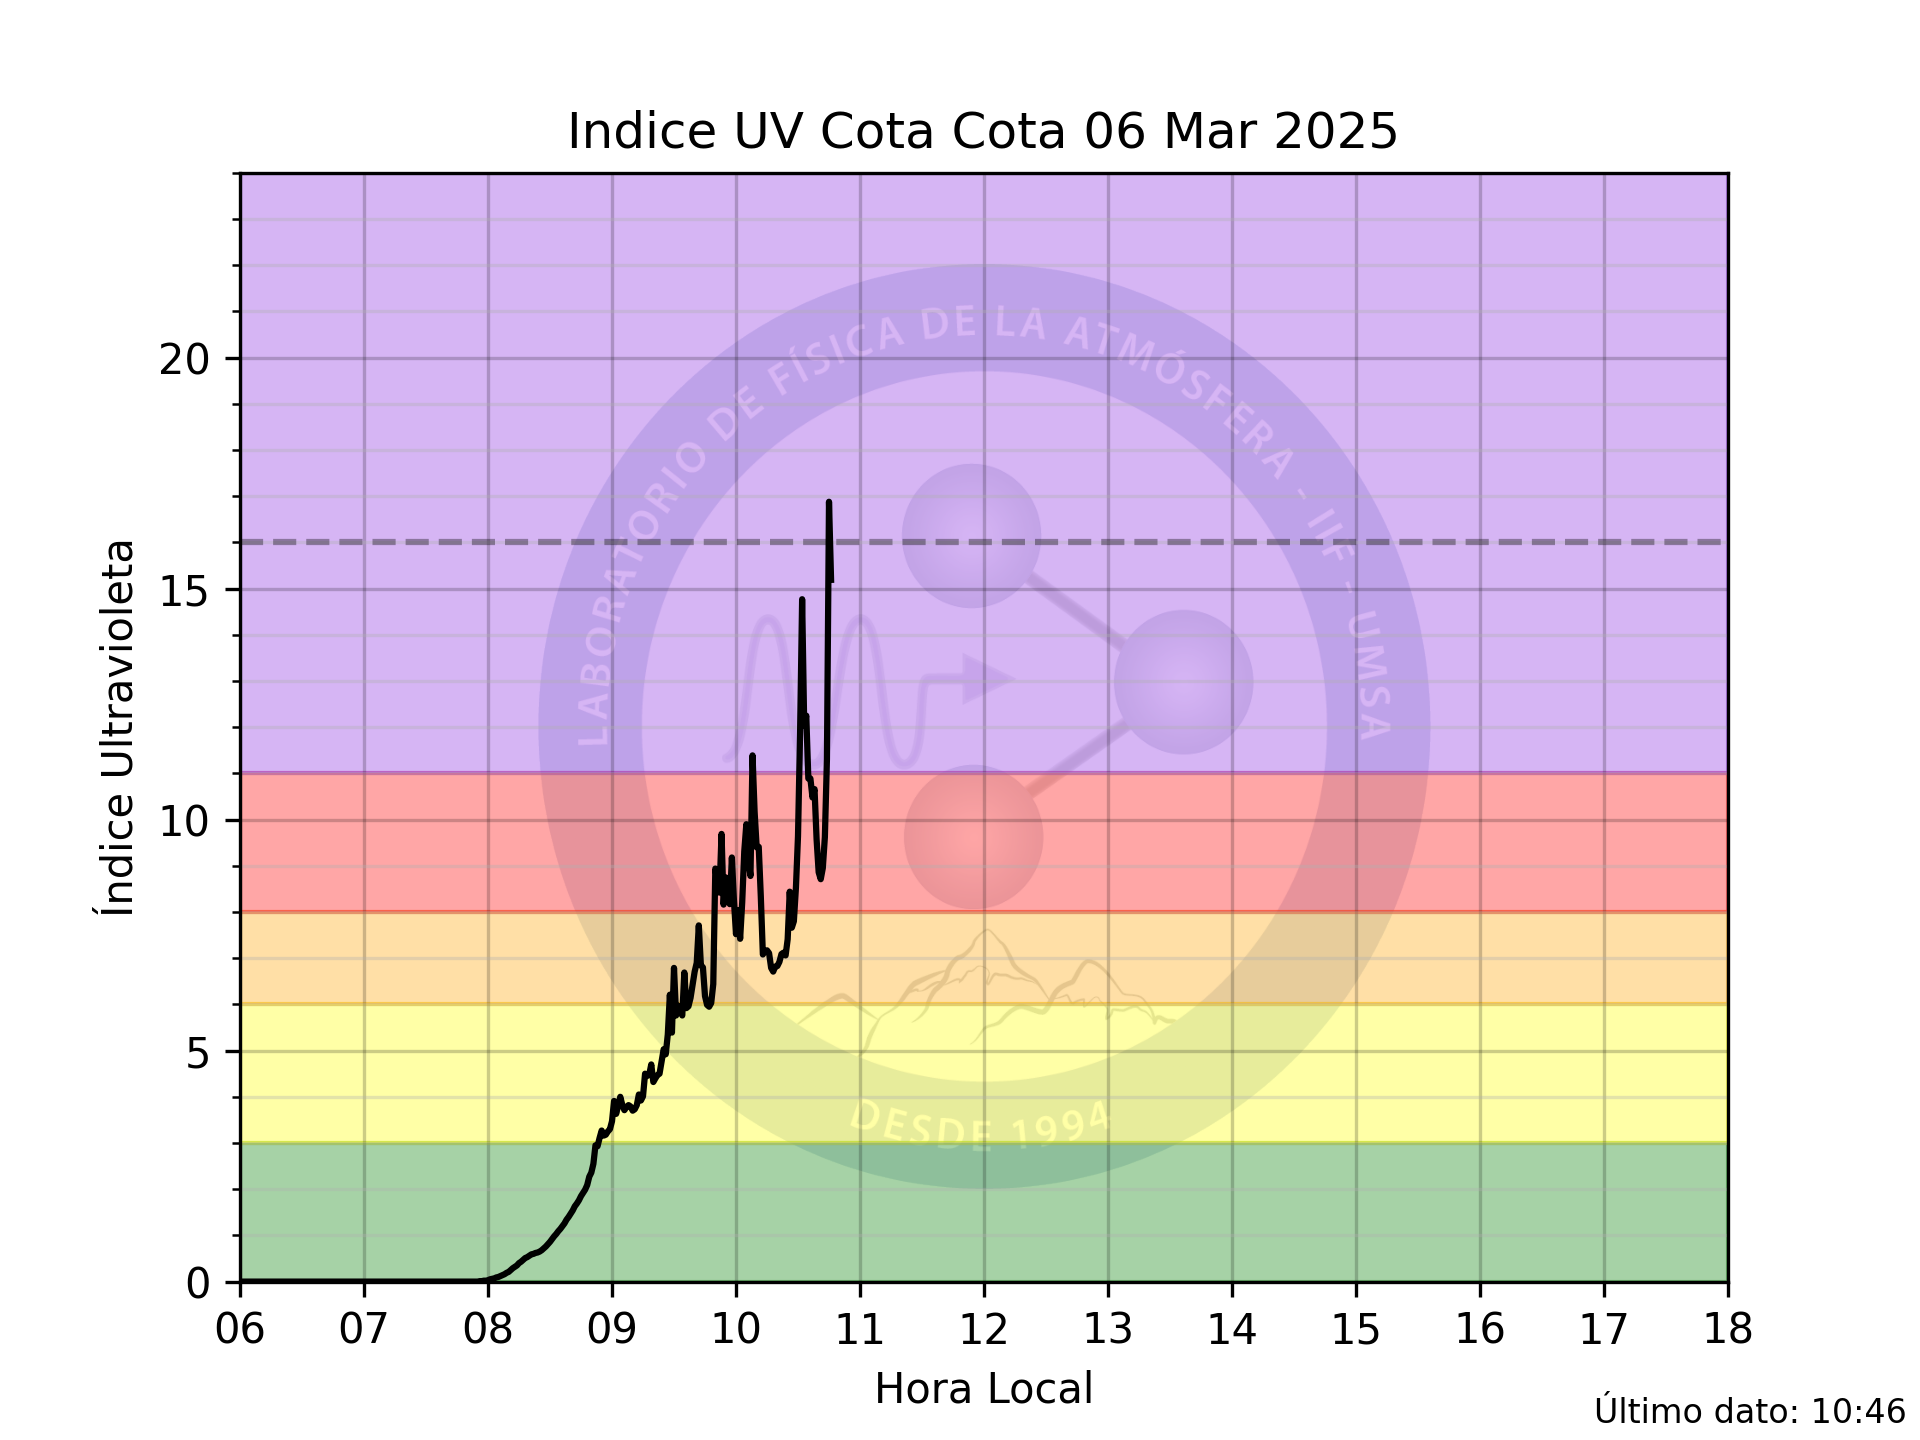 Indice UV Cota Cota 06 Mar 2025
LABORATORIO DE FÍSICA DE LA ATMÓSFERA - IIF - UMSA
DESDE 1994
Índice Ultravioleta
20
15
10
5
0
06 07 08 09 10 11 12 13 14 15 16 17 18
Hora Local
Último dato: 10:46